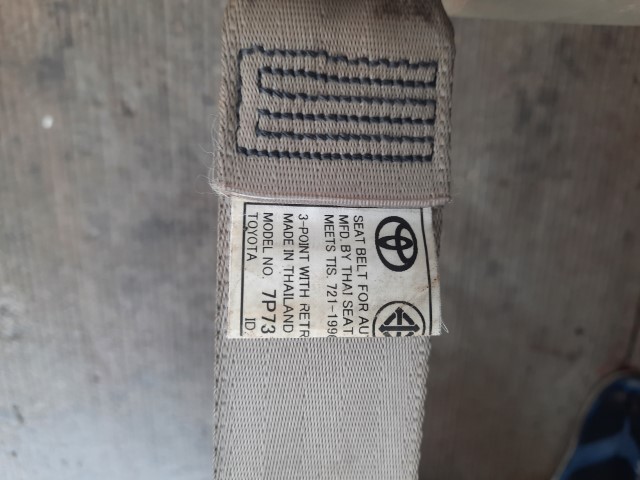 SEAT BELT FOR AU
MFD. BY THAI SEAT
MEETS TIS. 721-1996
3-POINT WITH RETR
MADE IN THAILAND
MODEL NO. 7P73
TOYOTA ID